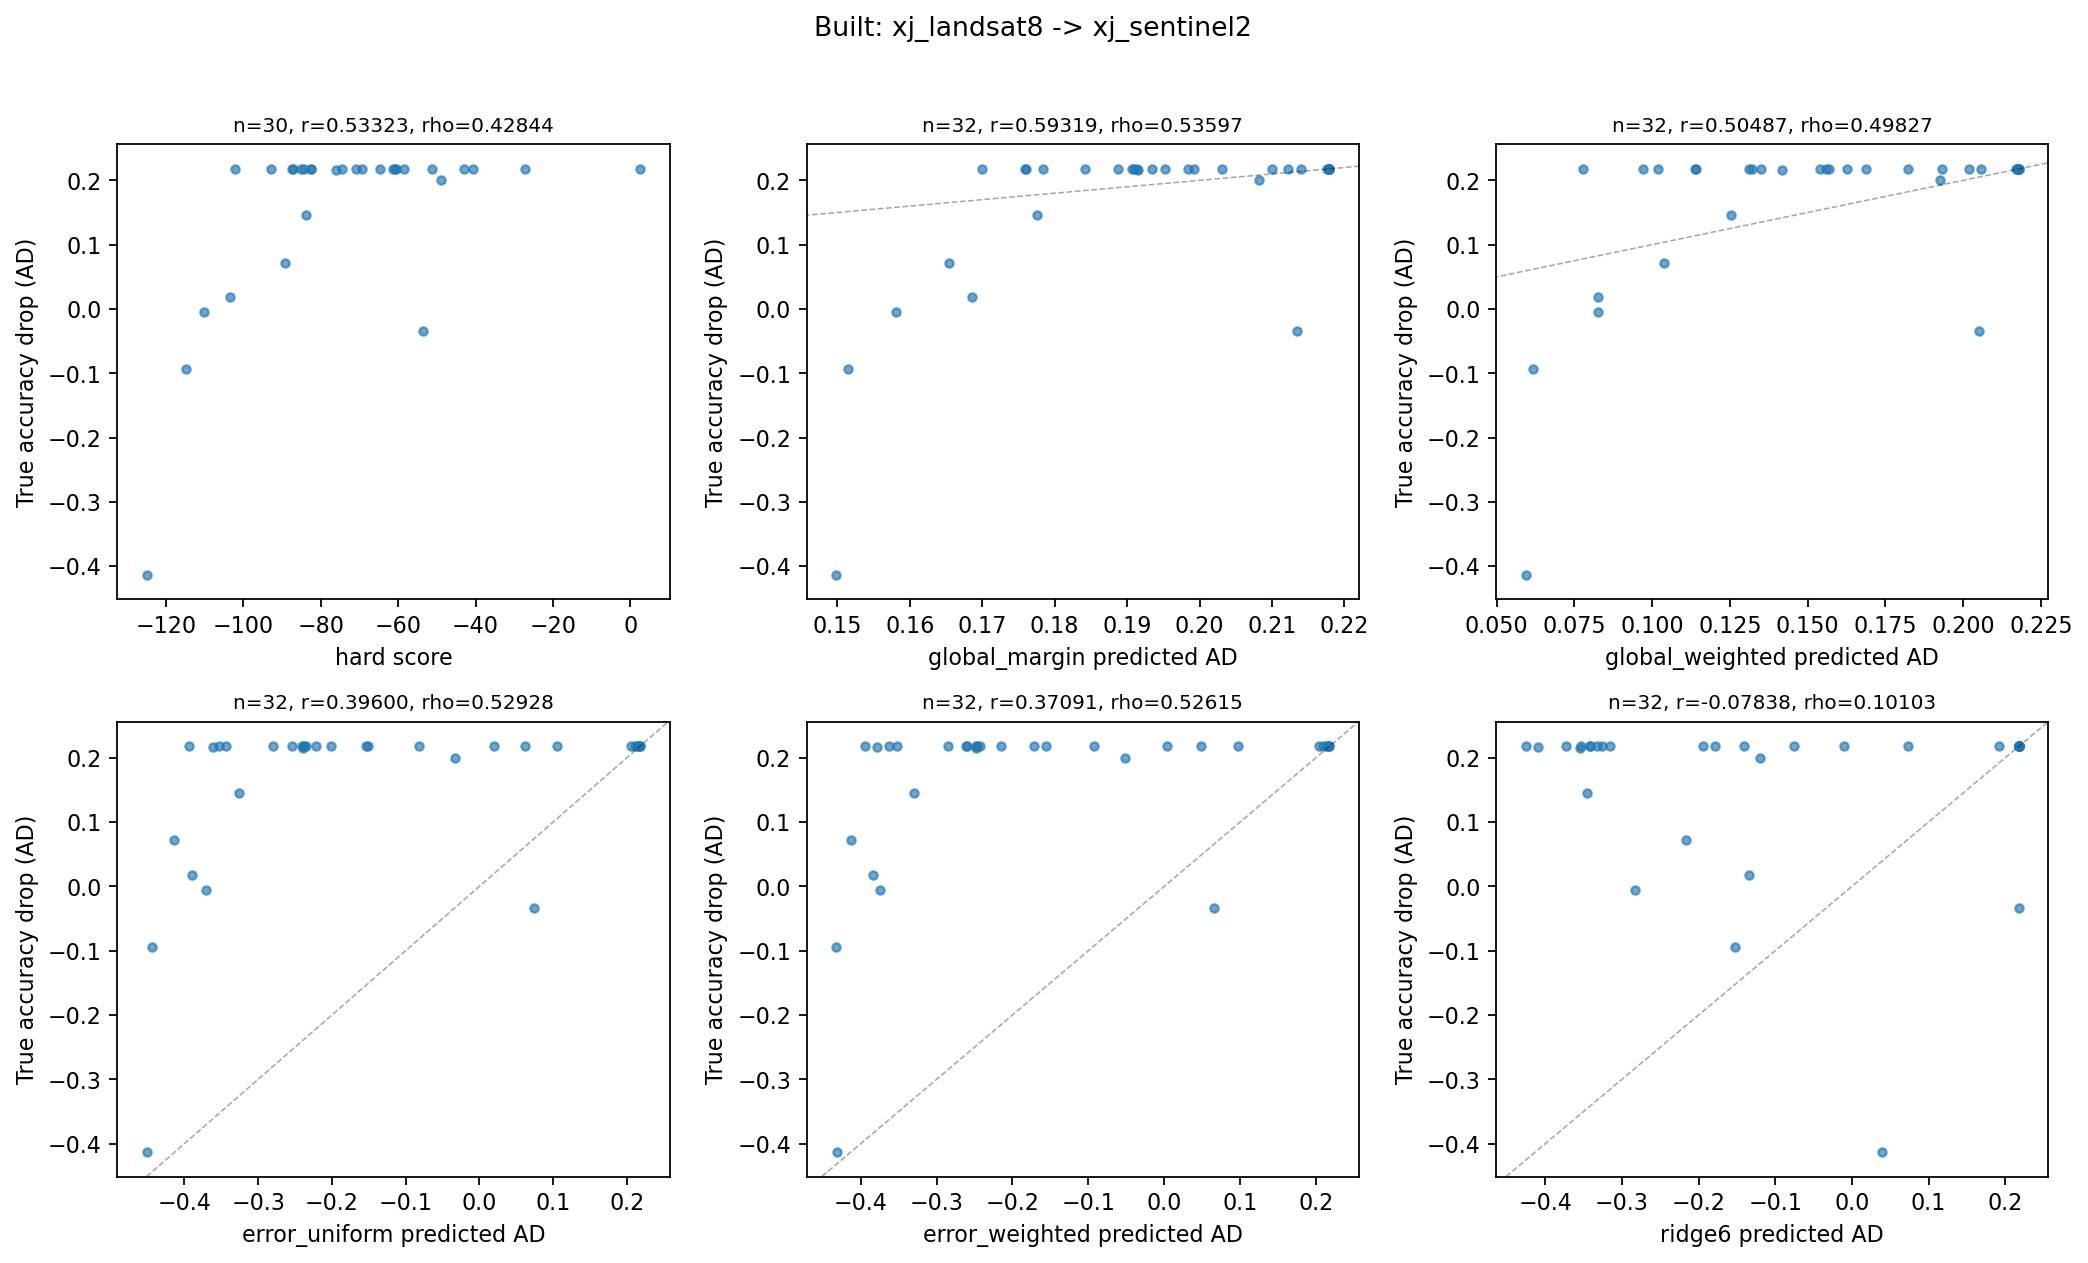 Built: xj_landsat8 -> xj_sentinel2
n=30, r=0.53323, rho=0.42844
True accuracy drop (AD)
0.2
0.1
0.0
−0.1
−0.2
−0.3
−0.4
−120 −100 −80 −60 −40 −20 0
hard score
n=32, r=0.59319, rho=0.53597
True accuracy drop (AD)
0.2
0.1
0.0
−0.1
−0.2
−0.3
−0.4
0.15 0.16 0.17 0.18 0.19 0.20 0.21 0.22
global_margin predicted AD
n=32, r=0.50487, rho=0.49827
True accuracy drop (AD)
0.2
0.1
0.0
−0.1
−0.2
−0.3
−0.4
0.050 0.075 0.100 0.125 0.150 0.175 0.200 0.225
global_weighted predicted AD
n=32, r=0.39600, rho=0.52928
True accuracy drop (AD)
0.2
0.1
0.0
−0.1
−0.2
−0.3
−0.4
−0.4 −0.3 −0.2 −0.1 0.0 0.1 0.2
error_uniform predicted AD
n=32, r=0.37091, rho=0.52615
True accuracy drop (AD)
0.2
0.1
0.0
−0.1
−0.2
−0.3
−0.4
−0.4 −0.3 −0.2 −0.1 0.0 0.1 0.2
error_weighted predicted AD
n=32, r=-0.07838, rho=0.10103
True accuracy drop (AD)
0.2
0.1
0.0
−0.1
−0.2
−0.3
−0.4
−0.4 −0.3 −0.2 −0.1 0.0 0.1 0.2
ridge6 predicted AD